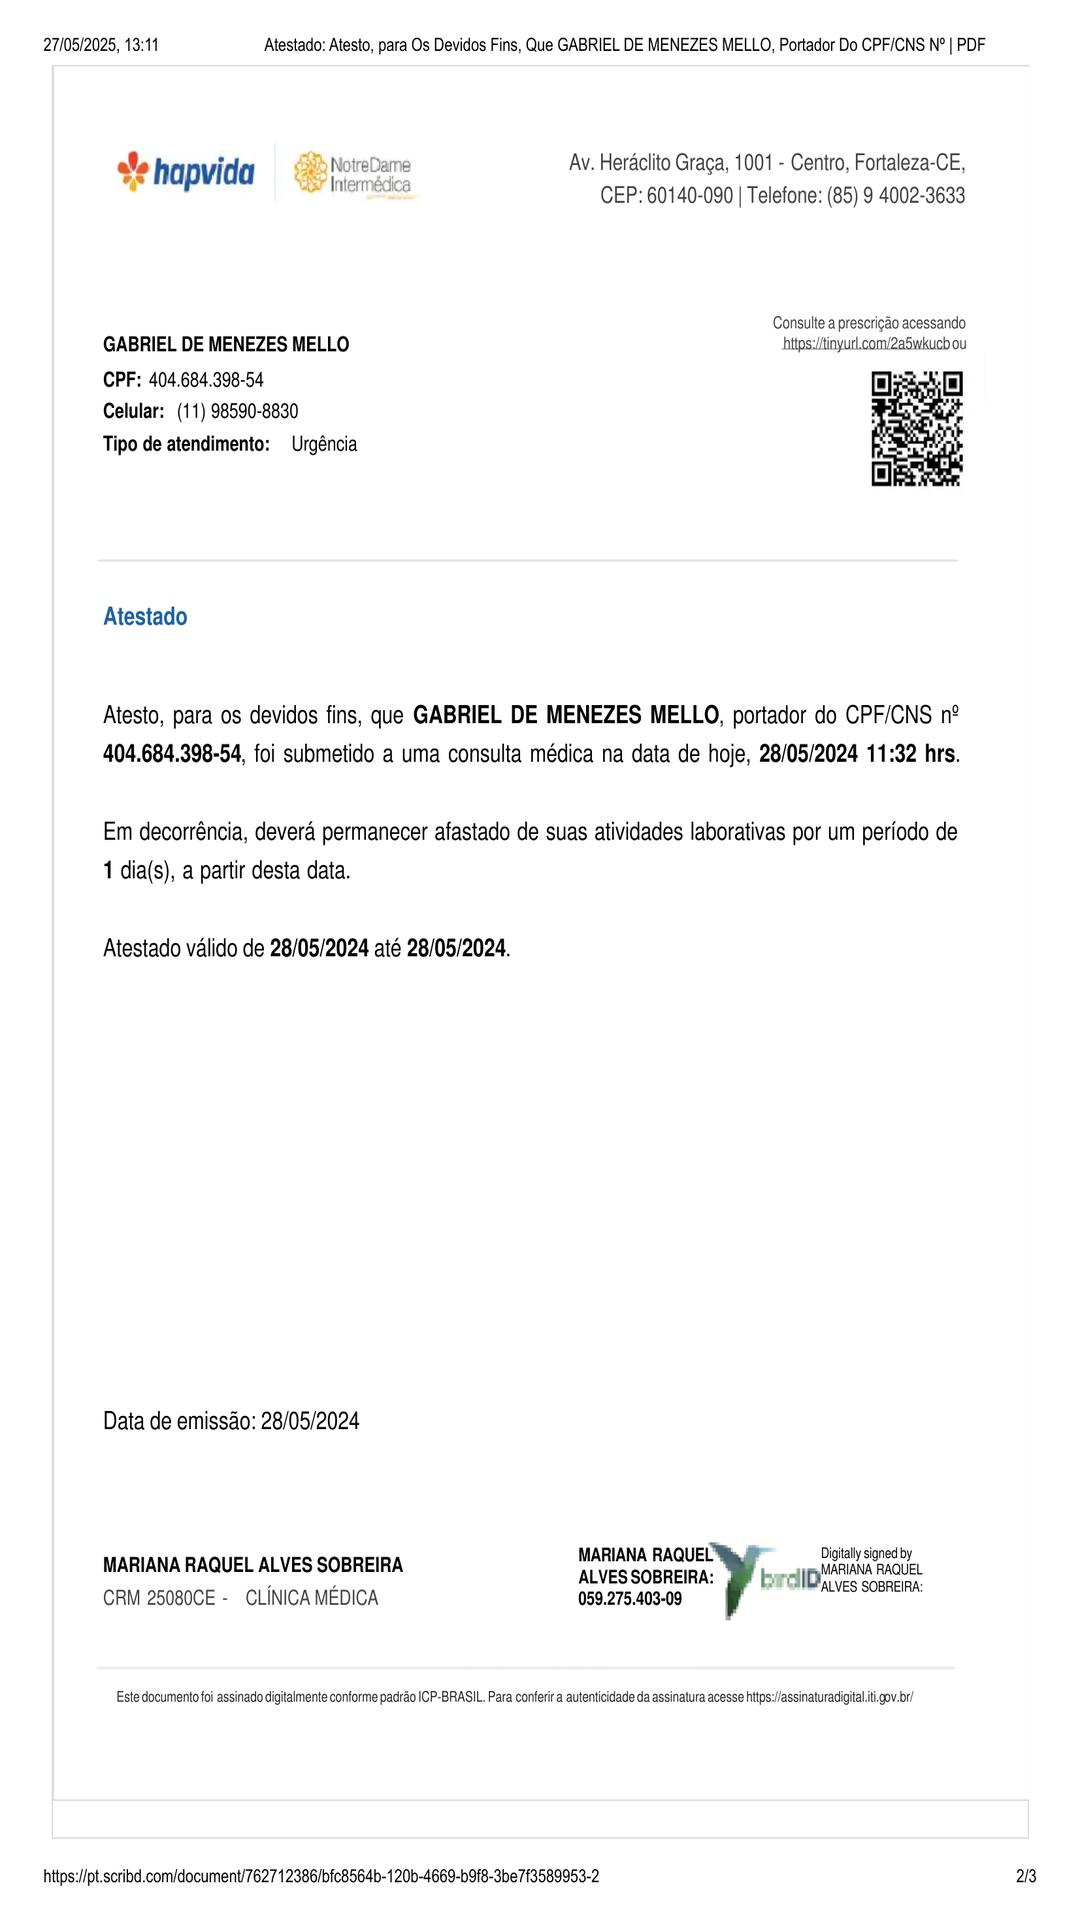 27/05/2025, 13:11 Atestado: Atesto, para Os Devidos Fins, Que GABRIEL DE MENEZES MELLO, Portador Do CPF/CNS Nº | PDF
hapvida
NotreDame
Intermédica
Av. Heráclito Graça, 1001 - Centro, Fortaleza-CE,
CEP: 60140-090 | Telefone: (85) 9 4002-3633
Consulte a prescrição acessando
https://tinyurl.com/2a5wkucb ou
GABRIEL DE MENEZES MELLO
CPF: 404.684.398-54
Celular: (11) 98590-8830
Tipo de atendimento: Urgência
Atestado
Atesto, para os devidos fins, que GABRIEL DE MENEZES MELLO, portador do CPF/CNS nº
404.684.398-54, foi submetido a uma consulta médica na data de hoje, 28/05/2024 11:32 hrs.
Em decorrência, deverá permanecer afastado de suas atividades laborativas por um período de
1 dia(s), a partir desta data.
Atestado válido de 28/05/2024 até 28/05/2024.
Data de emissão: 28/05/2024
MARIANA RAQUEL ALVES SOBREIRA
CRM 25080CE - CLÍNICA MÉDICA
MARIANA RAQUEL
ALVES SOBREIRA:
059.275.403-09
birdID
Digitally signed by
MARIANA RAQUEL
ALVES SOBREIRA:
Este documento foi assinado digitalmente conforme padrão ICP-BRASIL. Para conferir a autenticidade da assinatura acesse https://assinaturadigital.iti.gov.br/
https://pt.scribd.com/document/762712386/bfc8564b-120b-4669-b9f8-3be7f3589953-2 2/3